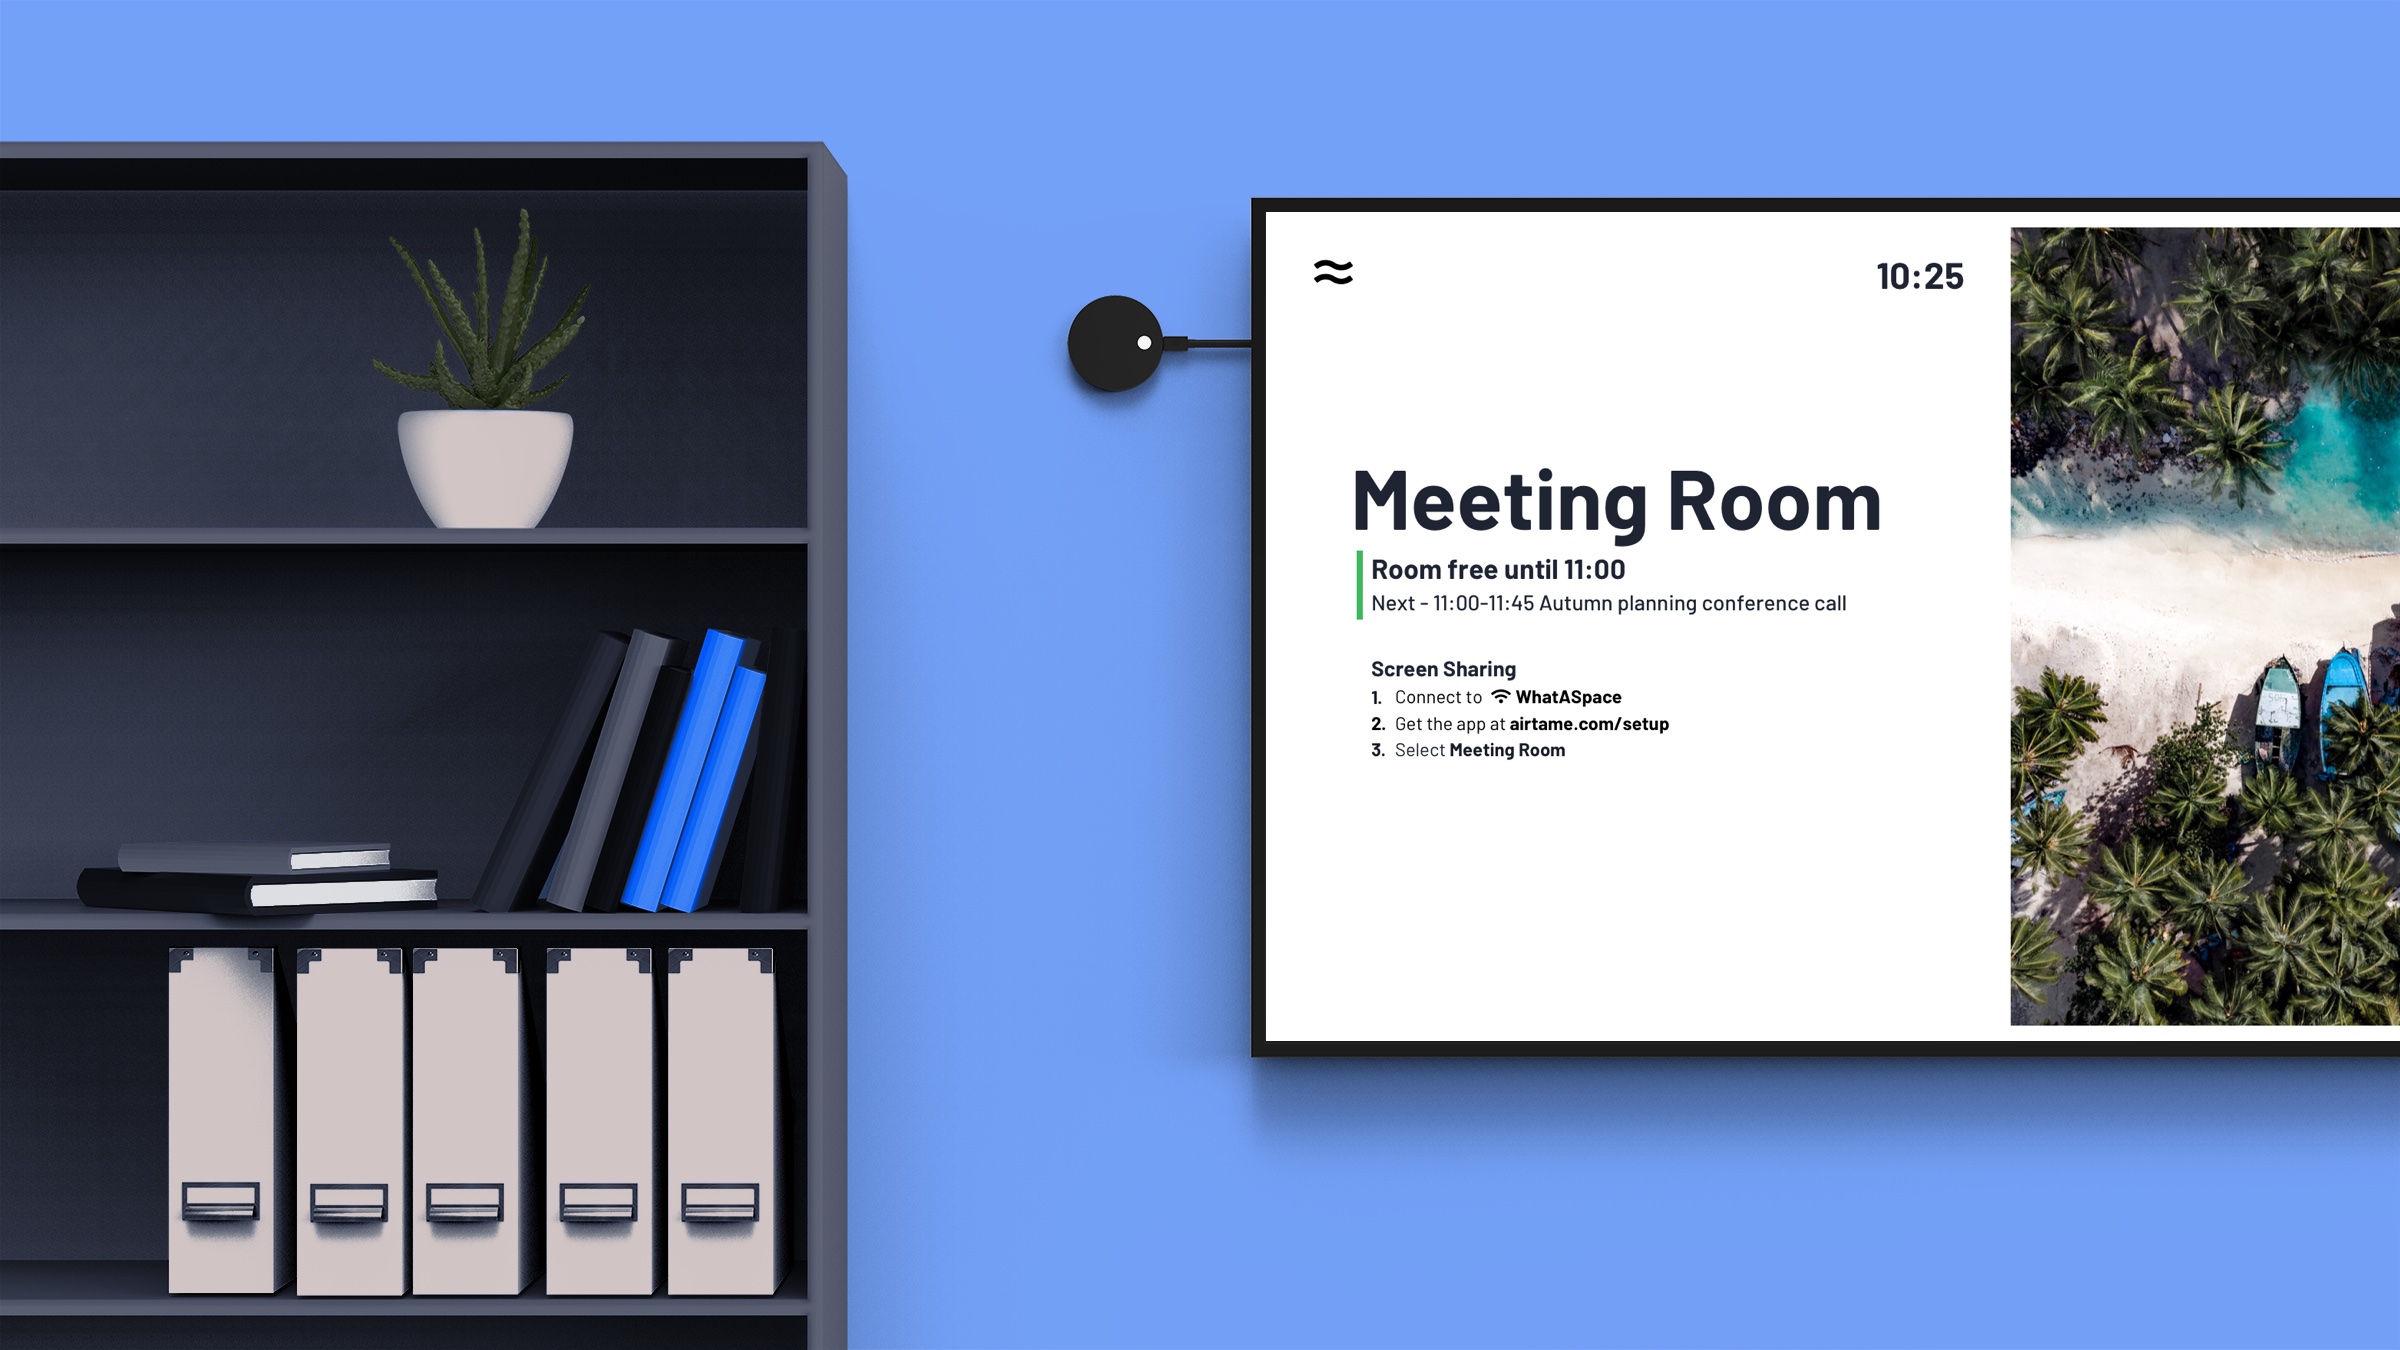 10:25
Meeting Room
Room free until 11:00
Next - 11:00-11:45 Autumn planning conference call
Screen Sharing
1. Connect to WhatASpace
2. Get the app at airtame.com/setup
3. Select Meeting Room